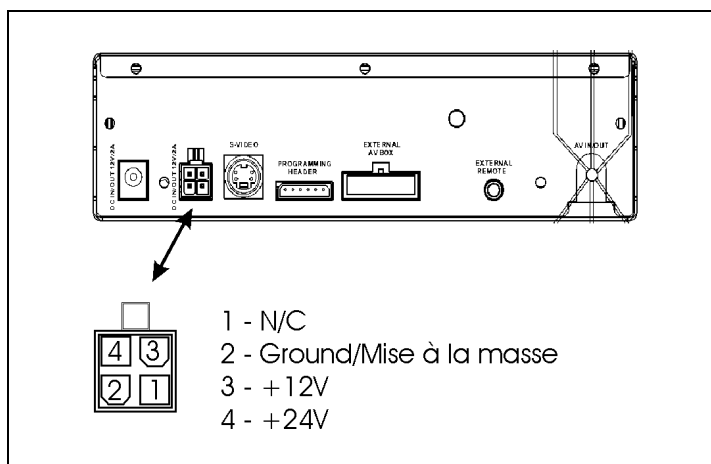 DC IN/OUT 12V/2A
DC IN/OUT 12V/2A
S-VIDEO
PROGRAMMING
HEADER
EXTERNAL
AV BOX
EXTERNAL
REMOTE
AV IN/OUT
4 3
2 1
1 - N/C
2 - Ground/Mise à la masse
3 - +12V
4 - +24V